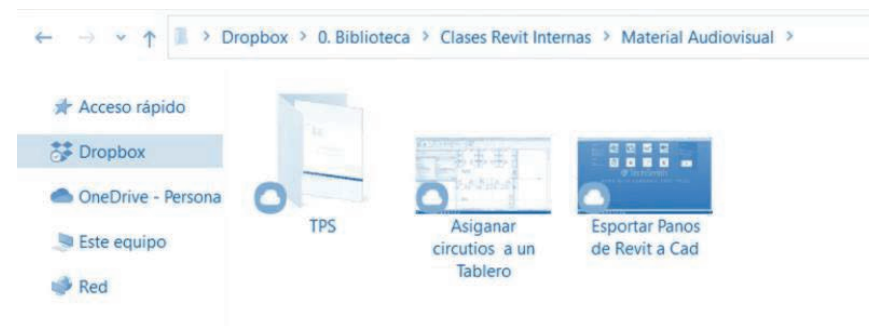 Dropbox > 0. Biblioteca > Clases Revit Internas > Material Audiovisual >
Acceso rápido
Dropbox
OneDrive - Persona
Este equipo
Red
TPS
Asiganar
circutios a un
Tablero
Esportar Panos
de Revit a Cad